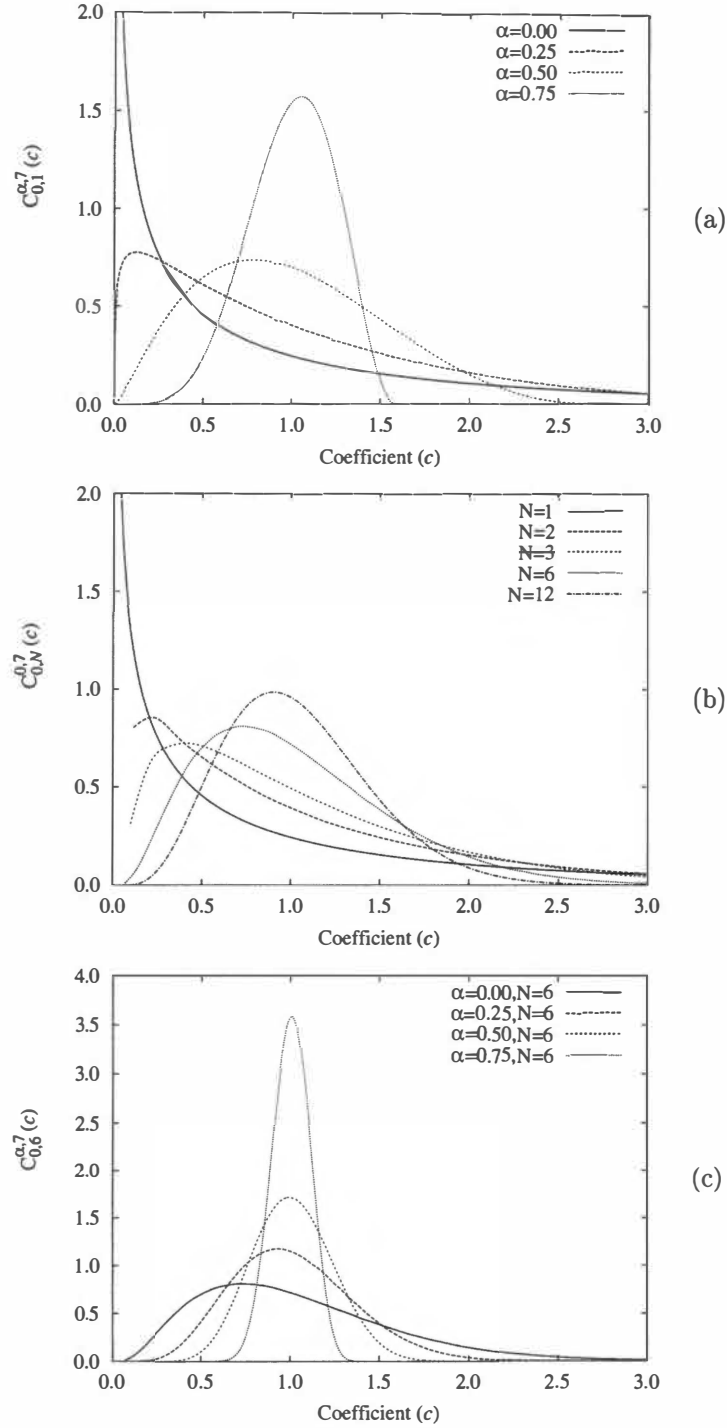 2.0
1.5
1.0
0.5
0.0
C^{α,7}_{0,1}(c)
α=0.00
α=0.25
α=0.50
α=0.75
(a)
0.0 0.5 1.0 1.5 2.0 2.5 3.0
Coefficient (c)
2.0
1.5
1.0
0.5
0.0
C^{0,7}_{0,N}(c)
N=1
N=2
N=3
N=6
N=12
(b)
0.0 0.5 1.0 1.5 2.0 2.5 3.0
Coefficient (c)
4.0
3.5
3.0
2.5
2.0
1.5
1.0
0.5
0.0
C^{α,7}_{0,6}(c)
α=0.00,N=6
α=0.25,N=6
α=0.50,N=6
α=0.75,N=6
(c)
0.0 0.5 1.0 1.5 2.0 2.5 3.0
Coefficient (c)